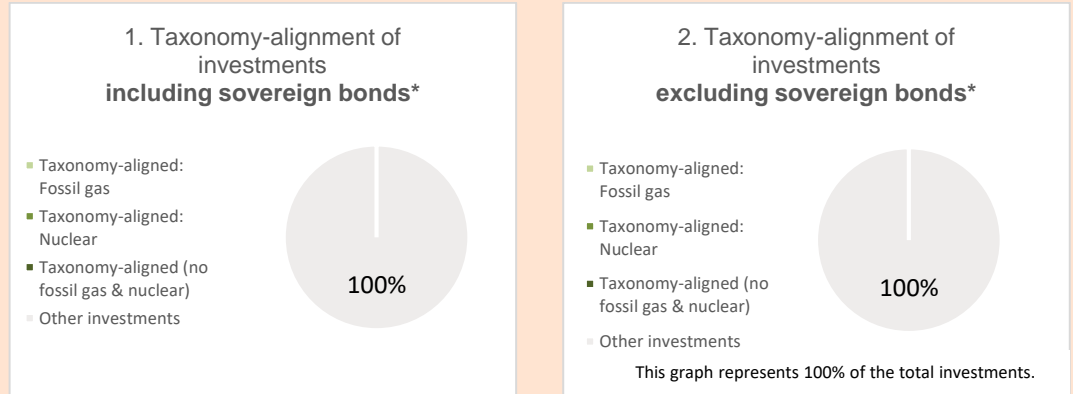 1. Taxonomy-alignment of
investments
including sovereign bonds*
Taxonomy-aligned:
Fossil gas
Taxonomy-aligned:
Nuclear
Taxonomy-aligned (no
fossil gas & nuclear)
Other investments
100%
2. Taxonomy-alignment of
investments
excluding sovereign bonds*
Taxonomy-aligned:
Fossil gas
Taxonomy-aligned:
Nuclear
Taxonomy-aligned (no
fossil gas & nuclear)
Other investments
100%
This graph represents 100% of the total investments.